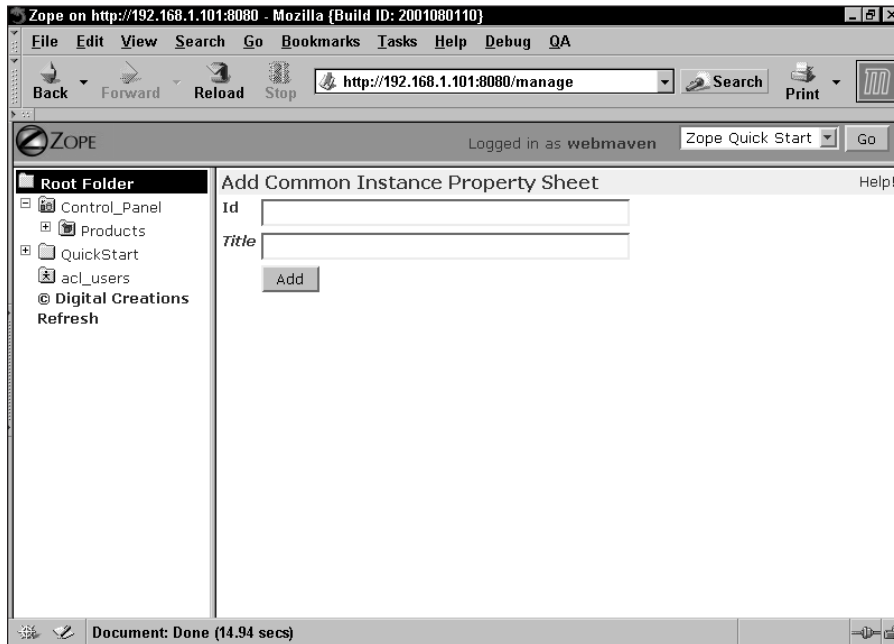 Zope on http://192.168.1.101:8080 - Mozilla {Build ID: 2001080110}
File Edit View Search Go Bookmarks Tasks Help Debug QA
Back Forward Reload Stop http://192.168.1.101:8080/manage Search Print
ZOPE Logged in as webmaven Zope Quick Start Go
Root Folder
Control_Panel
Products
QuickStart
acl_users
© Digital Creations
Refresh
Add Common Instance Property Sheet Help!
Id
Title
Add
Document: Done (14.94 secs)